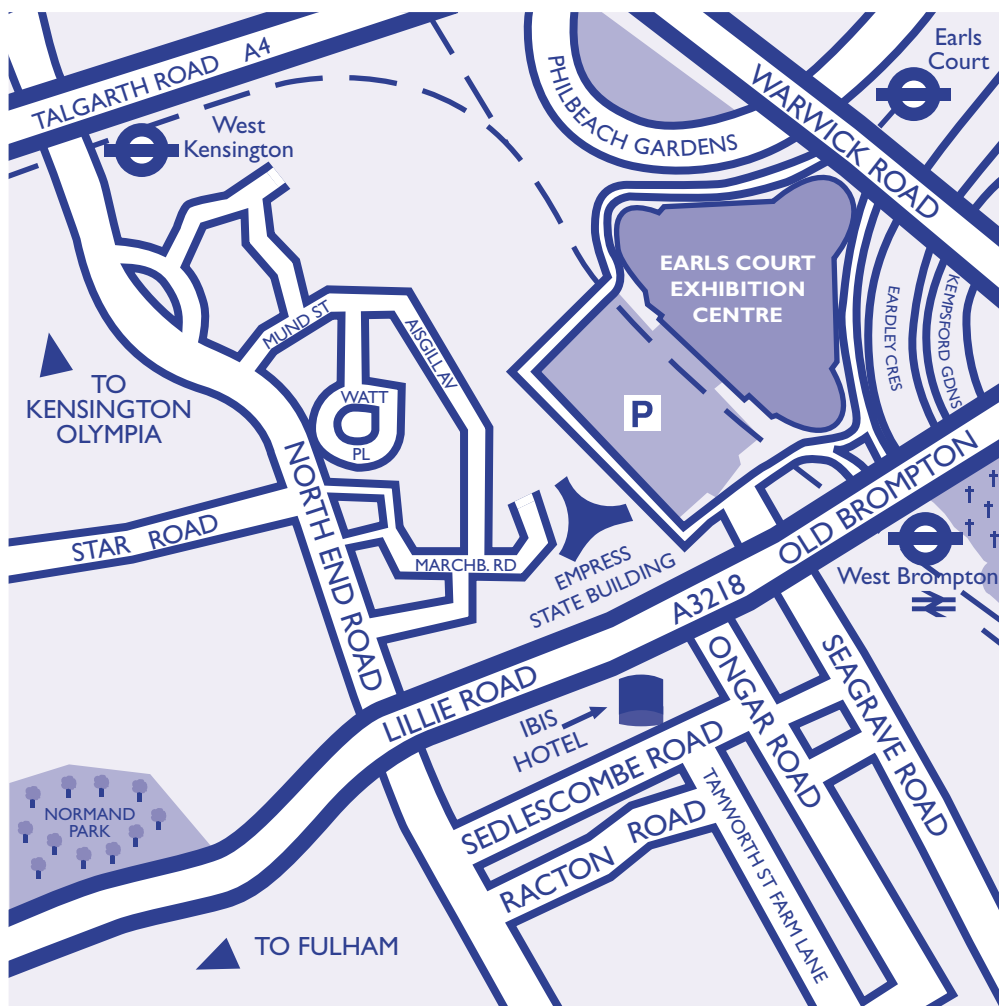 TALGARTH ROAD A4
West
Kensington
PHILBEACH GARDENS
WARWICK ROAD
Earls
Court
EARLS COURT
EXHIBITION
CENTRE
EARDLEY CRES
KEMPSFORD GDNS
MUND ST
AISGILL AV
TO
KENSINGTON
OLYMPIA
WATT
PL
P
NORTH END ROAD
STAR ROAD
MARCHB. RD
EMPRESS
STATE BUILDING
LILLIE ROAD
A3218
OLD BROMPTON
West Brompton
IBIS
HOTEL
SEDLESCOMBE ROAD
ONGAR ROAD
SEAGRAVE ROAD
RACTON ROAD
TAMWORTH ST FARM LANE
NORMAND
PARK
TO FULHAM